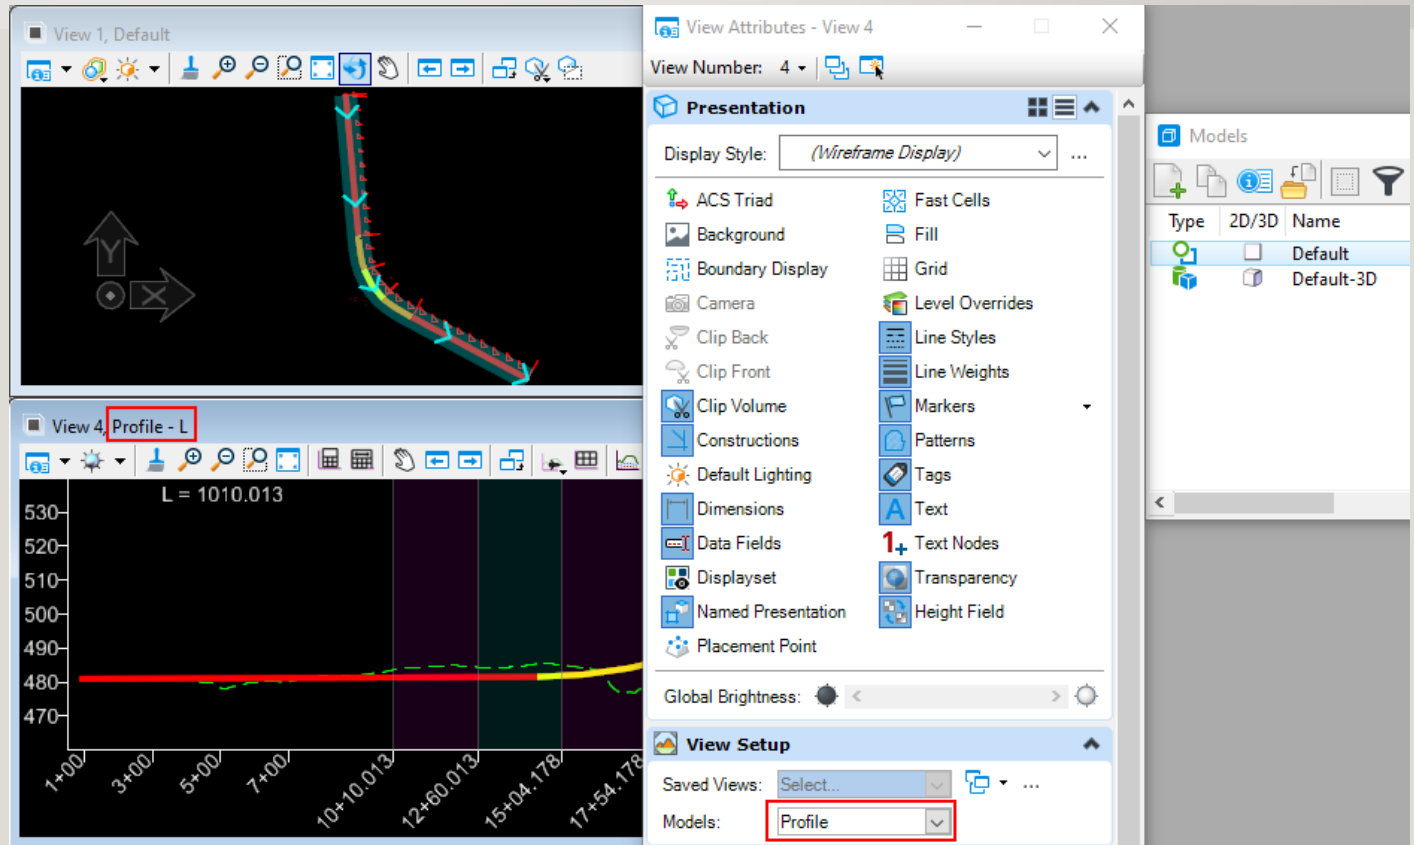 View 1, Default
Y
X
View 4, Profile - L
L = 1010.013
530
520
510
500
490
480
470
1+00
3+00
5+00
7+00
10+10.013
12+60.013
15+04.178
17+54.178
View Attributes - View 4
View Number: 4
Presentation
Display Style: (Wireframe Display) ...
ACS Triad
Fast Cells
Background
Fill
Boundary Display
Grid
Camera
Level Overrides
Clip Back
Line Styles
Clip Front
Line Weights
Clip Volume
Markers
Constructions
Patterns
Default Lighting
Tags
Dimensions
Text
Data Fields
Text Nodes
Displayset
Transparency
Named Presentation
Height Field
Placement Point
Global Brightness:
View Setup
Saved Views: Select... ...
Models: Profile
Models
Type 2D/3D Name
Default
Default-3D